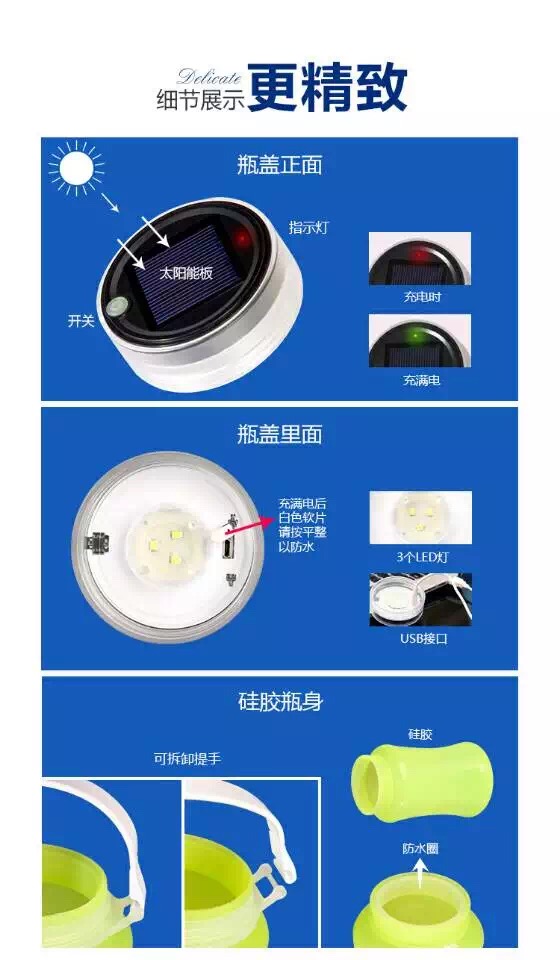 Delicate
细节展示 更精致
瓶盖正面
指示灯
太阳能板
开关
充电时
充满电
瓶盖里面
充满电后
白色软片
请按平整
以防水
3个LED灯
USB接口
硅胶瓶身
可拆卸提手
硅胶
防水圈